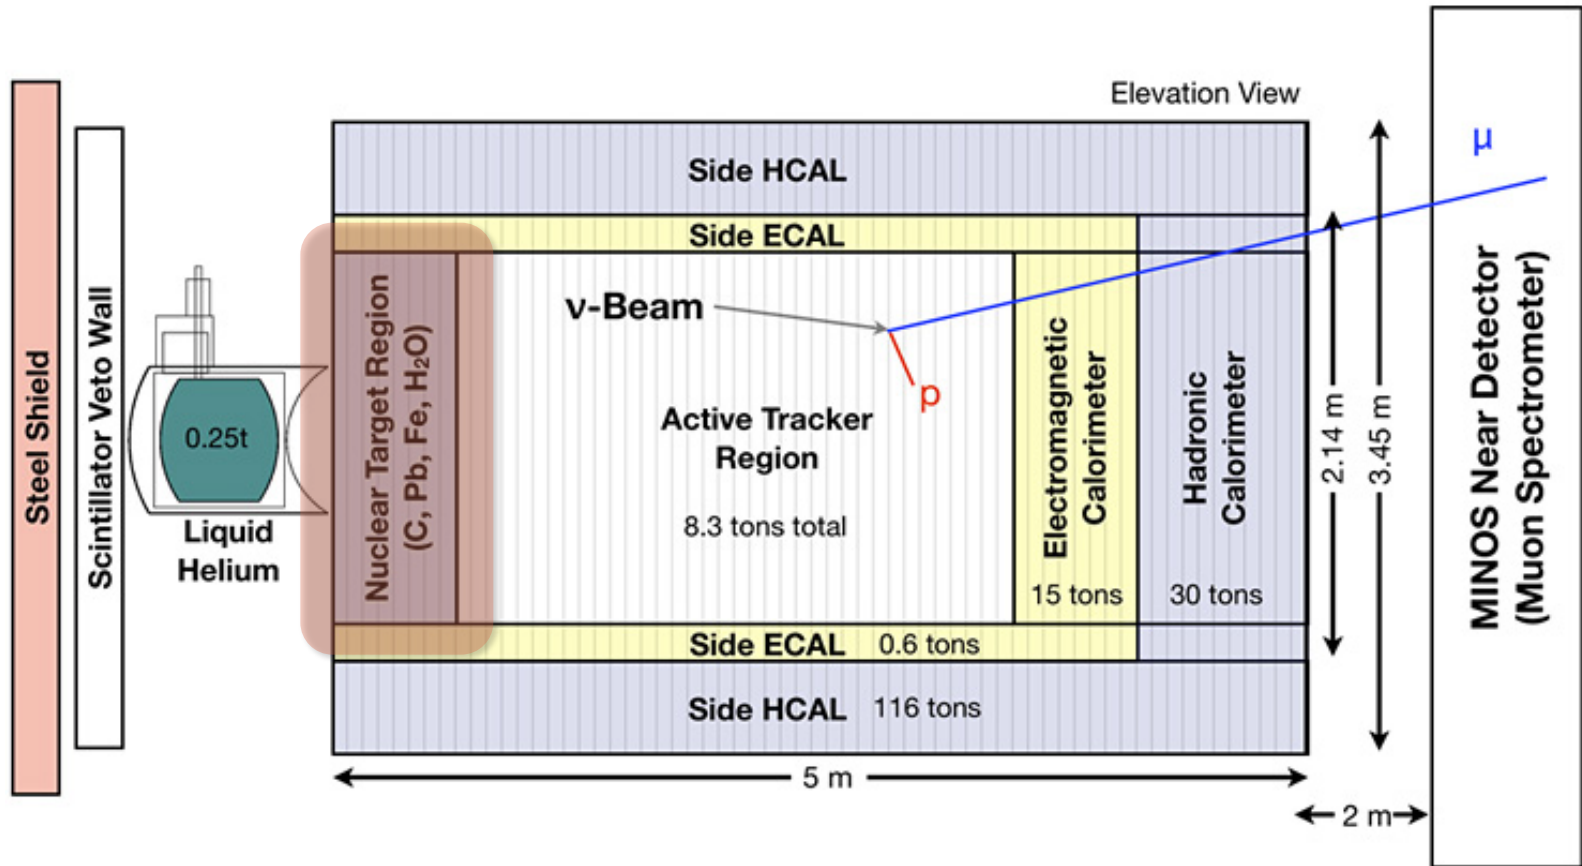 Elevation View
Steel Shield
Scintillator Veto Wall
0.25t
Liquid
Helium
Nuclear Target Region
(C, Pb, Fe, H₂O)
Side HCAL
Side ECAL
ν-Beam
p
μ
Active Tracker
Region
8.3 tons total
Electromagnetic
Calorimeter
15 tons
Hadronic
Calorimeter
30 tons
Side ECAL 0.6 tons
Side HCAL 116 tons
5 m
2.14 m
3.45 m
2 m
MINOS Near Detector
(Muon Spectrometer)